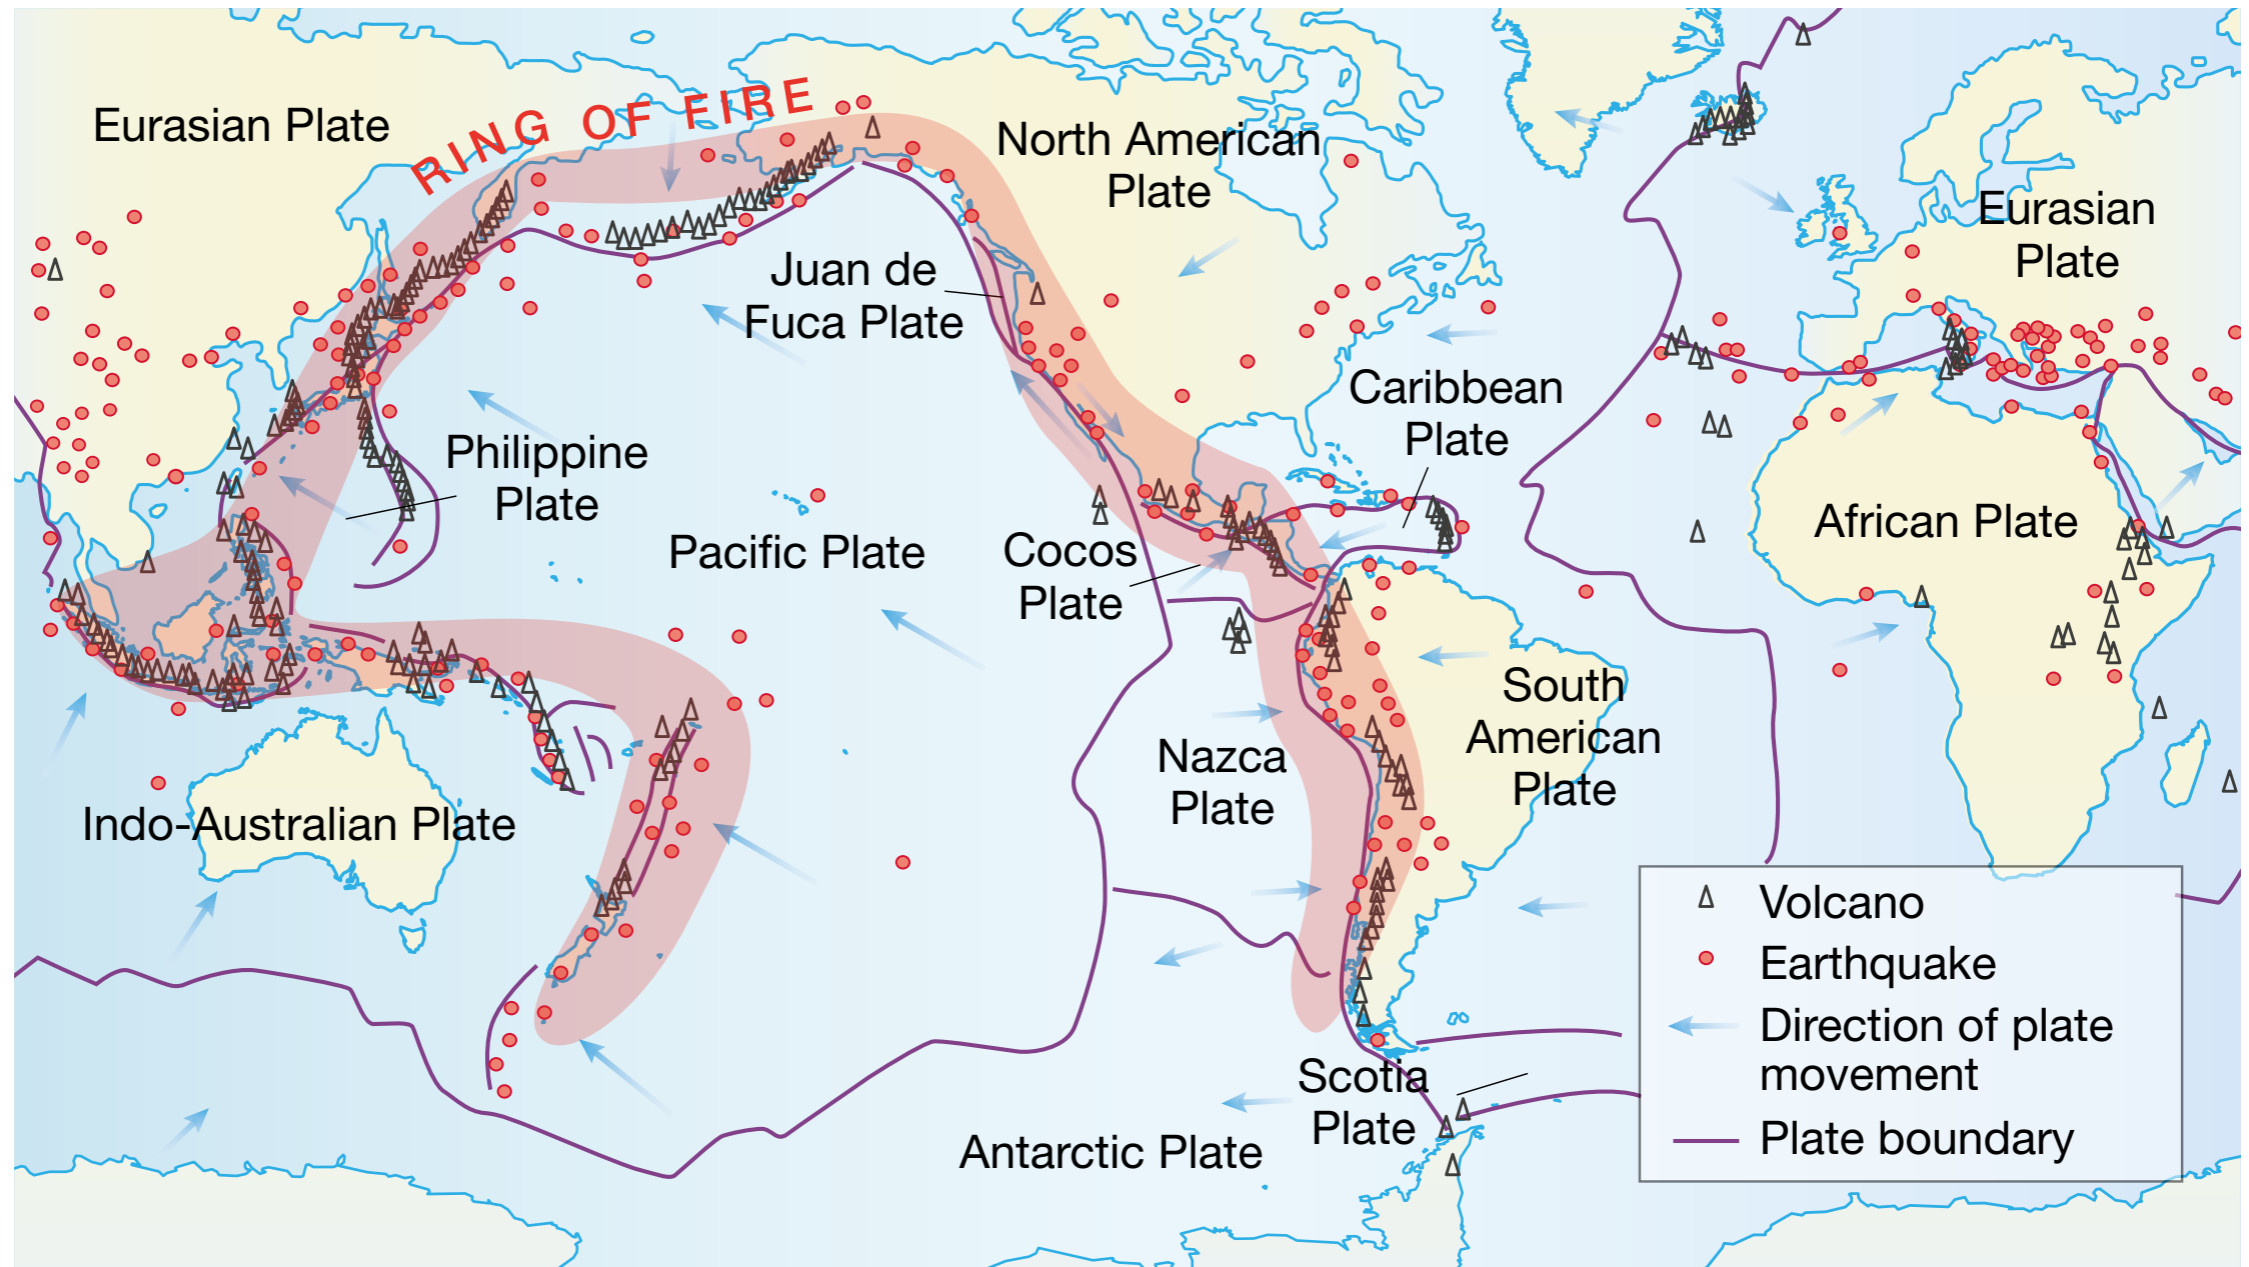 RING OF FIRE
Eurasian Plate
North American
Plate
Eurasian
Plate
Juan de
Fuca Plate
Caribbean
Plate
Philippine
Plate
Pacific Plate
Cocos
Plate
African Plate
South
American
Plate
Nazca
Plate
Indo-Australian Plate
Scotia
Plate
Antarctic Plate
Volcano
Earthquake
Direction of plate
movement
Plate boundary